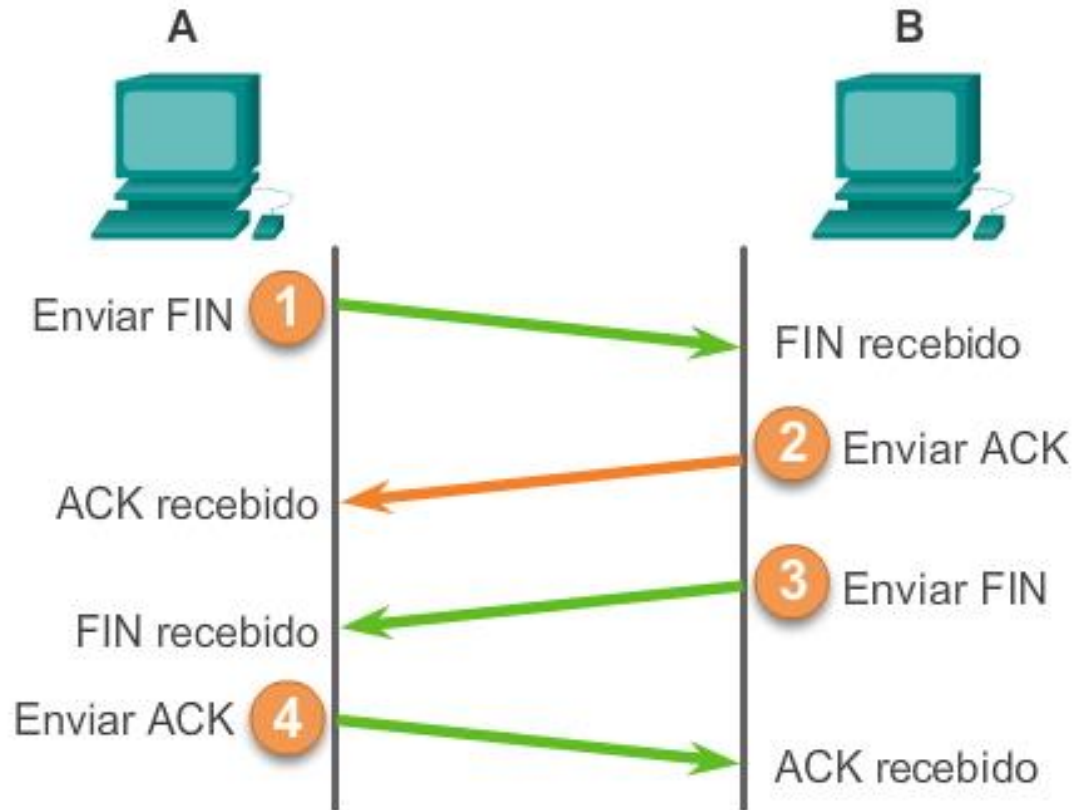 A
B
Enviar FIN 1
FIN recebido
2 Enviar ACK
ACK recebido
3 Enviar FIN
FIN recebido
Enviar ACK 4
ACK recebido